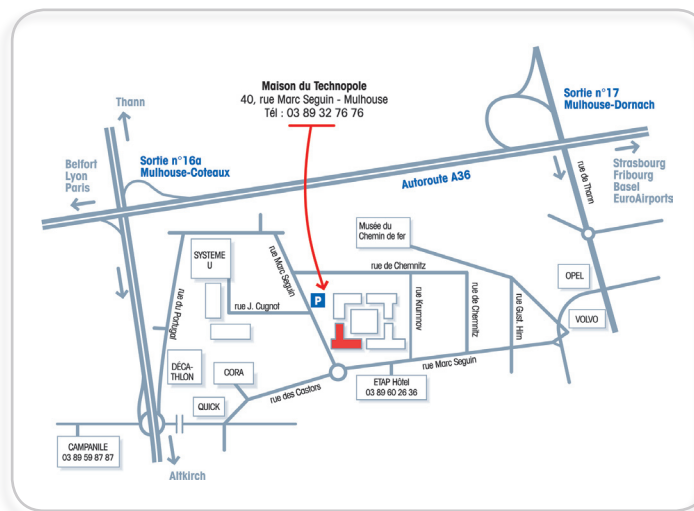 Maison du Technopole
40, rue Marc Seguin - Mulhouse
Tél : 03 89 32 76 76
Thann
Sortie n°17
Mulhouse-Dornach
Belfort
Lyon
Paris
Sortie n°16a
Mulhouse-Coteaux
Autoroute A36
rue de Thann
Strasbourg
Fribourg
Basel
EuroAirports
Musée du
Chemin de fer
SYSTEME
U
rue Marc Seguin
rue de Chemnitz
OPEL
rue du Portugal
rue J. Cugnot
P
rue Krumnov
rue de Chemnitz
rue Gust. Hirn
VOLVO
DÉCA-
THLON
CORA
rue Marc Seguin
ETAP Hôtel
03 89 60 26 36
rue des Castors
QUICK
CAMPANILE
03 89 59 87 87
Altkirch